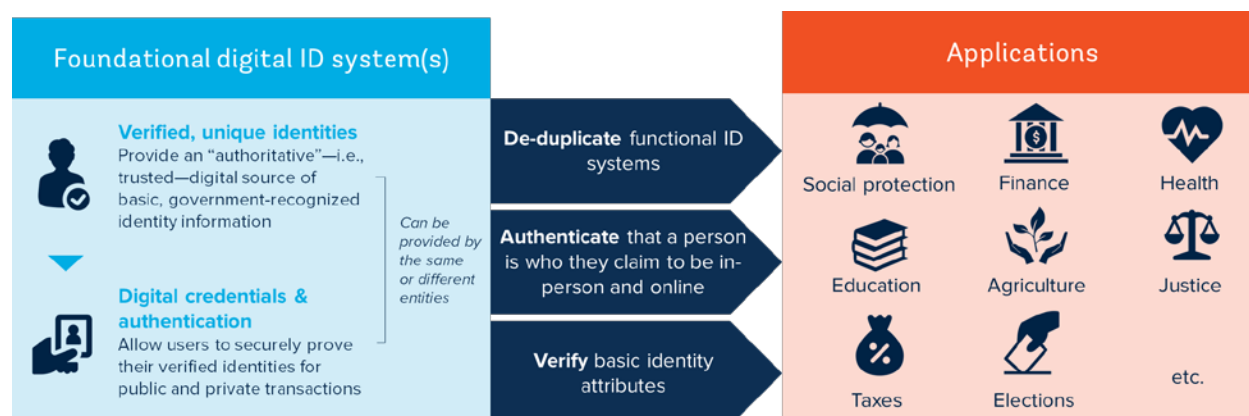 Foundational digital ID system(s)
Verified, unique identities
Provide an “authoritative”—i.e.,
trusted—digital source of
basic, government-recognized
identity information
Can be
provided by
the same
or different
entities
Digital credentials &
authentication
Allow users to securely prove
their verified identities for
public and private transactions
De-duplicate functional ID
systems
Authenticate that a person
is who they claim to be in-
person and online
Verify basic identity
attributes
Applications
Social protection
Finance
Health
Education
Agriculture
Justice
Taxes
Elections
etc.